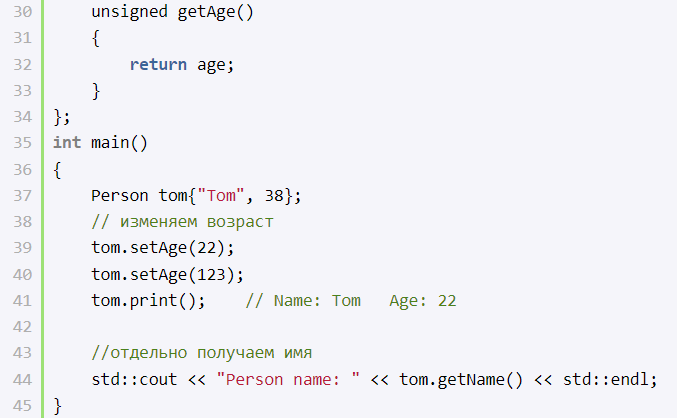 30     unsigned getAge()
31     {
32         return age;
33     }
34 };
35 int main()
36 {
37     Person tom{"Tom", 38};
38     // изменяем возраст
39     tom.setAge(22);
40     tom.setAge(123);
41     tom.print();    // Name: Tom   Age: 22
42
43     //отдельно получаем имя
44     std::cout << "Person name: " << tom.getName() << std::endl;
45 }